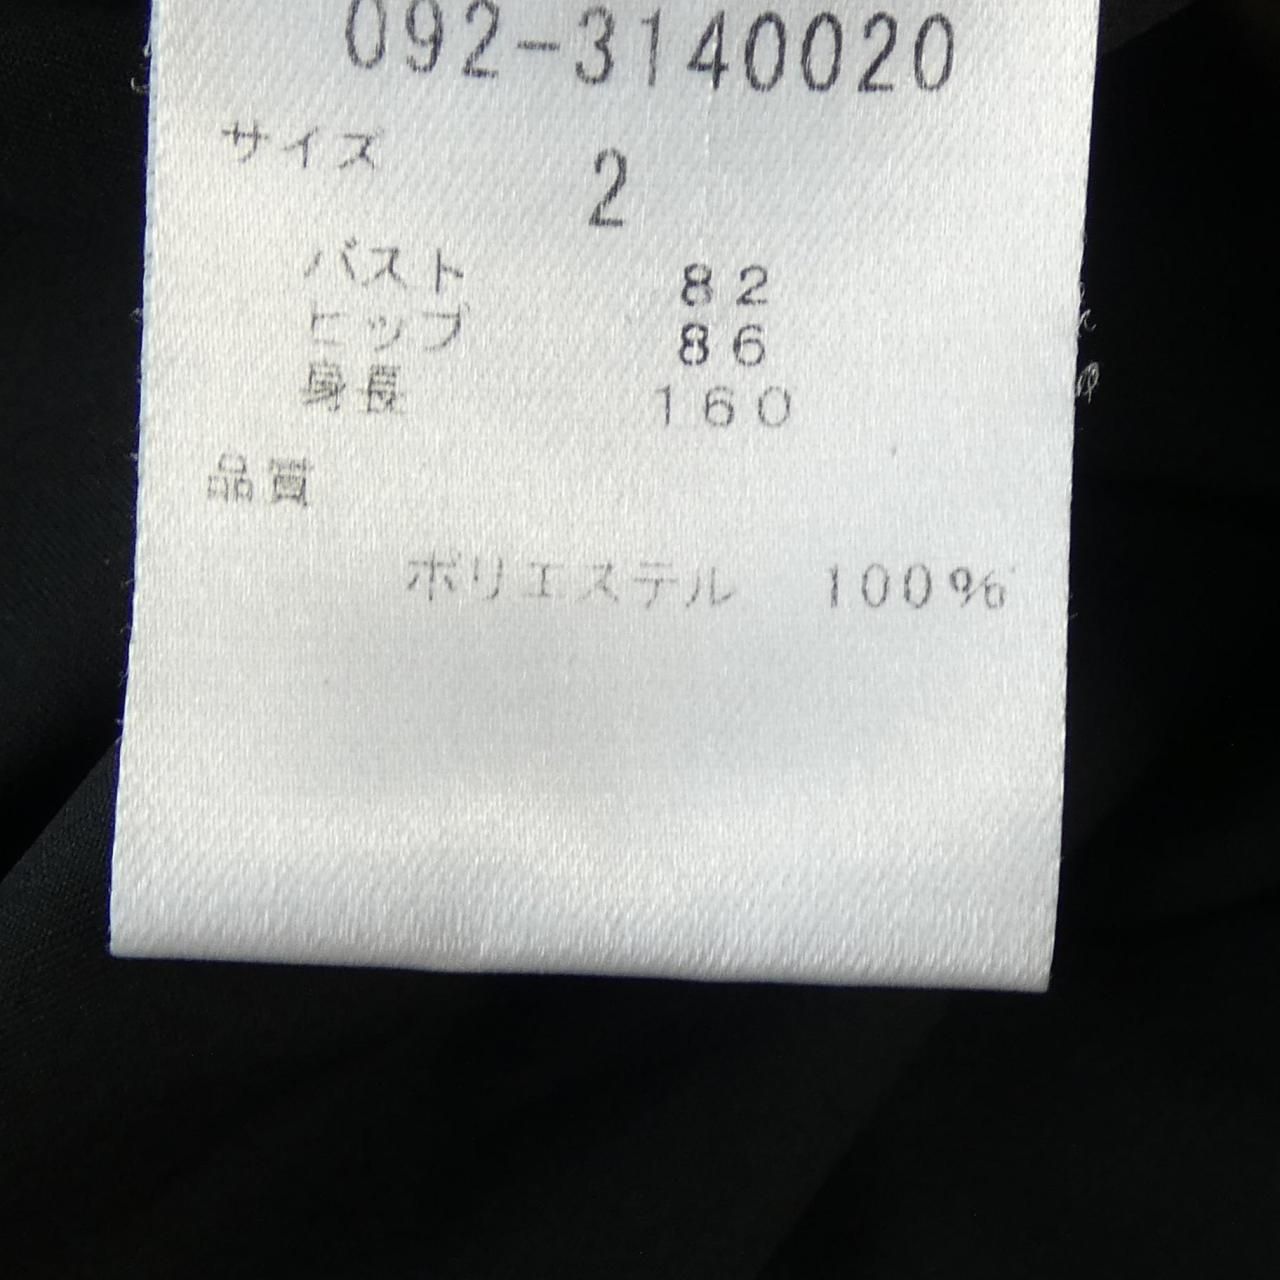 092-3140020
サイズ 2
バスト 82
ヒップ 86
身長 160
品質
ポリエステル 100%